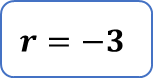 r = −3